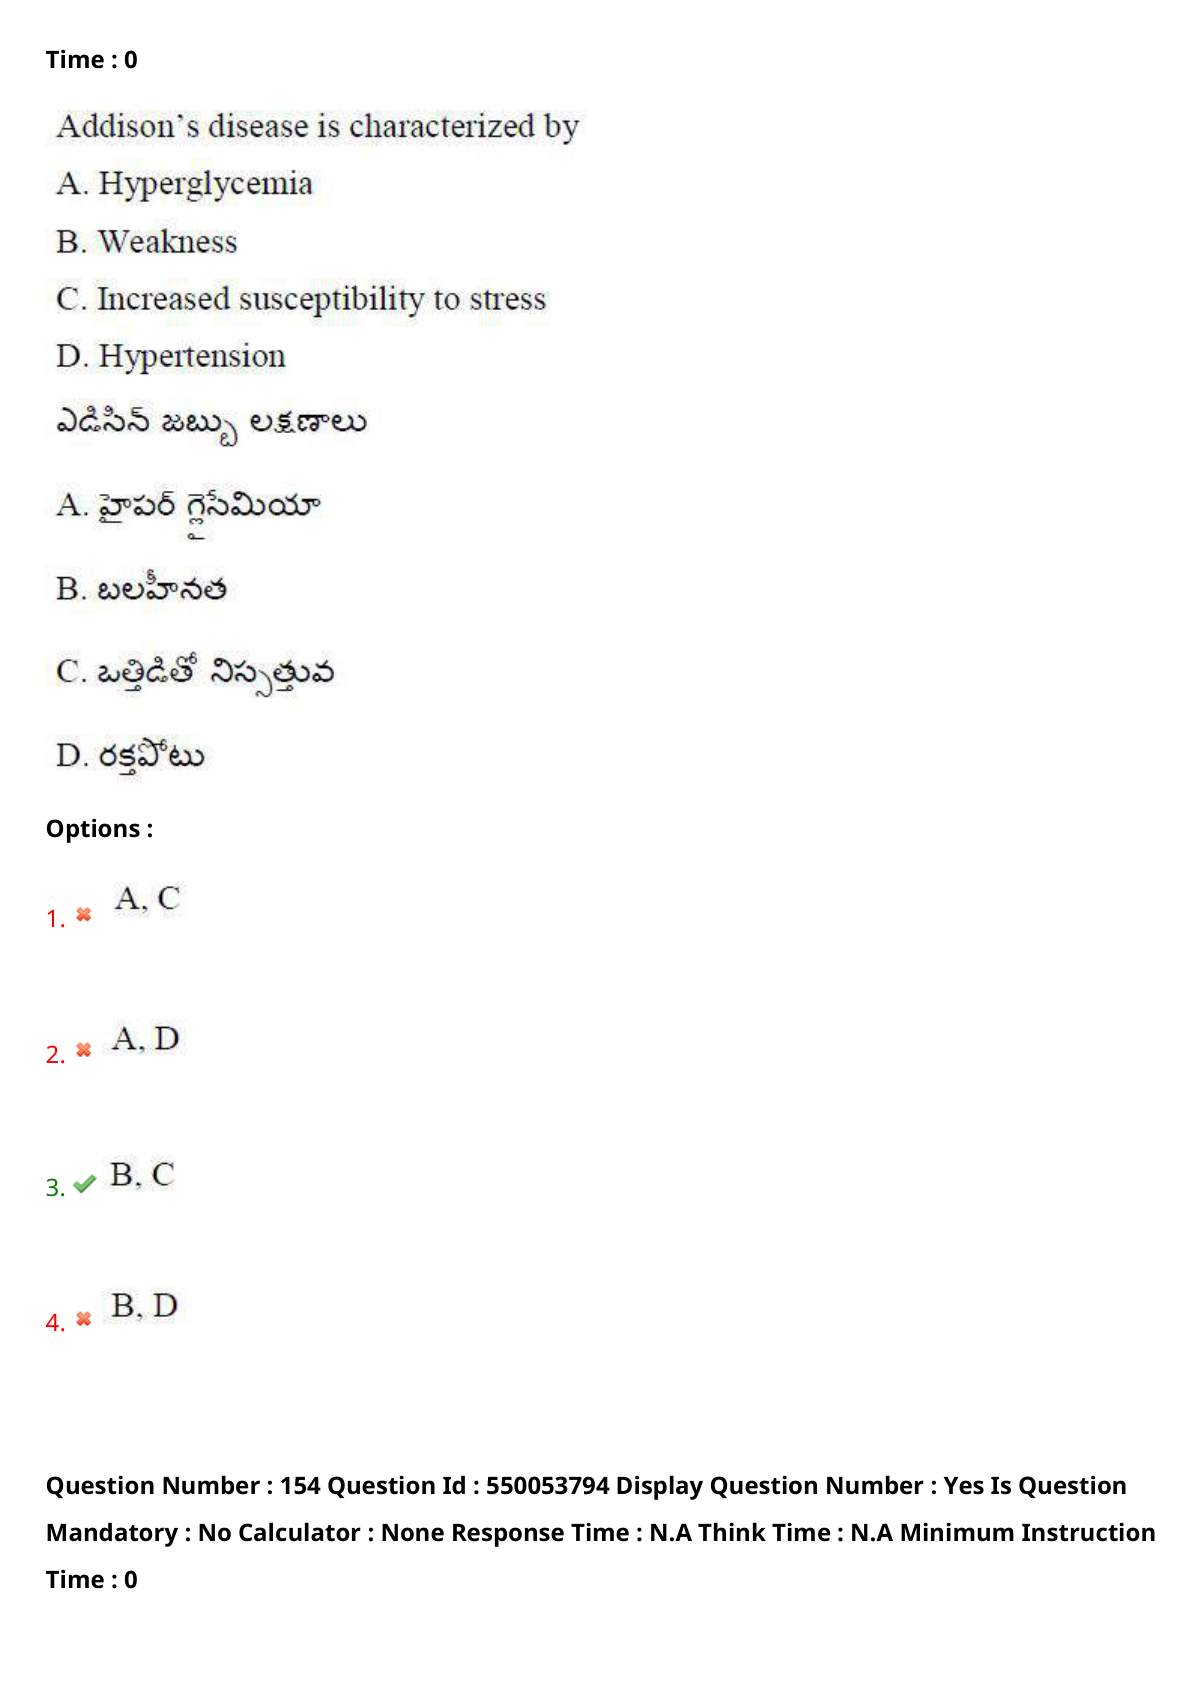 Time : 0
Addison’s disease is characterized by
A. Hyperglycemia
B. Weakness
C. Increased susceptibility to stress
D. Hypertension
ఎడిసిన్ జబ్బు లక్షణాలు
A. హైపర్ గ్లైసేమియా
B. బలహీనత
C. ఒత్తిడితో నిస్సత్తువ
D. రక్తపోటు
Options :
1. A, C
2. A, D
3. B, C
4. B, D
Question Number : 154 Question Id : 550053794 Display Question Number : Yes Is Question
Mandatory : No Calculator : None Response Time : N.A Think Time : N.A Minimum Instruction
Time : 0